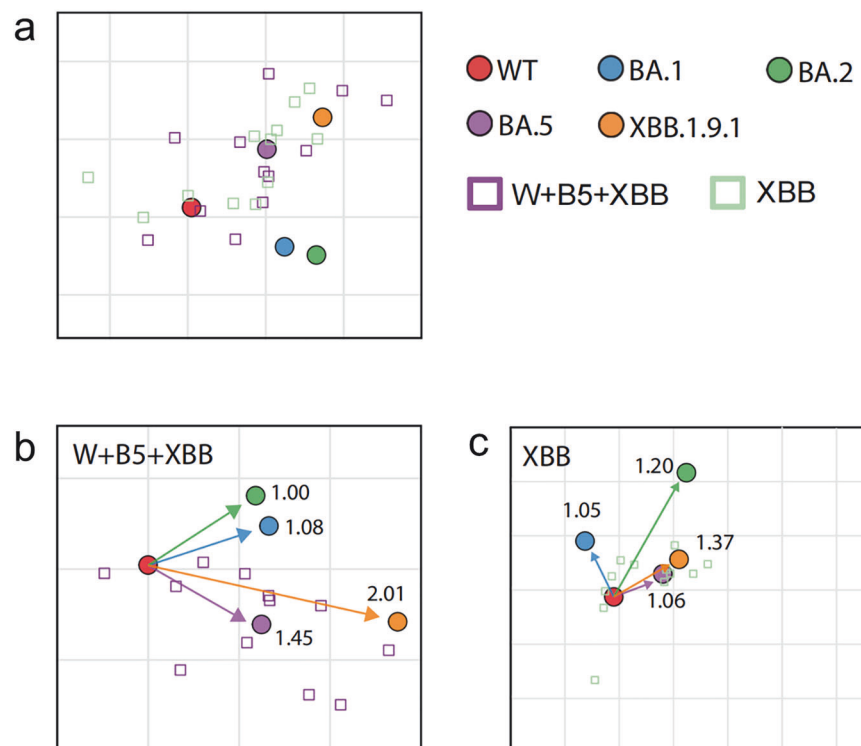 a
WT
BA.1
BA.2
BA.5
XBB.1.9.1
W+B5+XBB
XBB
b
W+B5+XBB
1.00
1.08
2.01
1.45
c
XBB
1.20
1.05
1.37
1.06